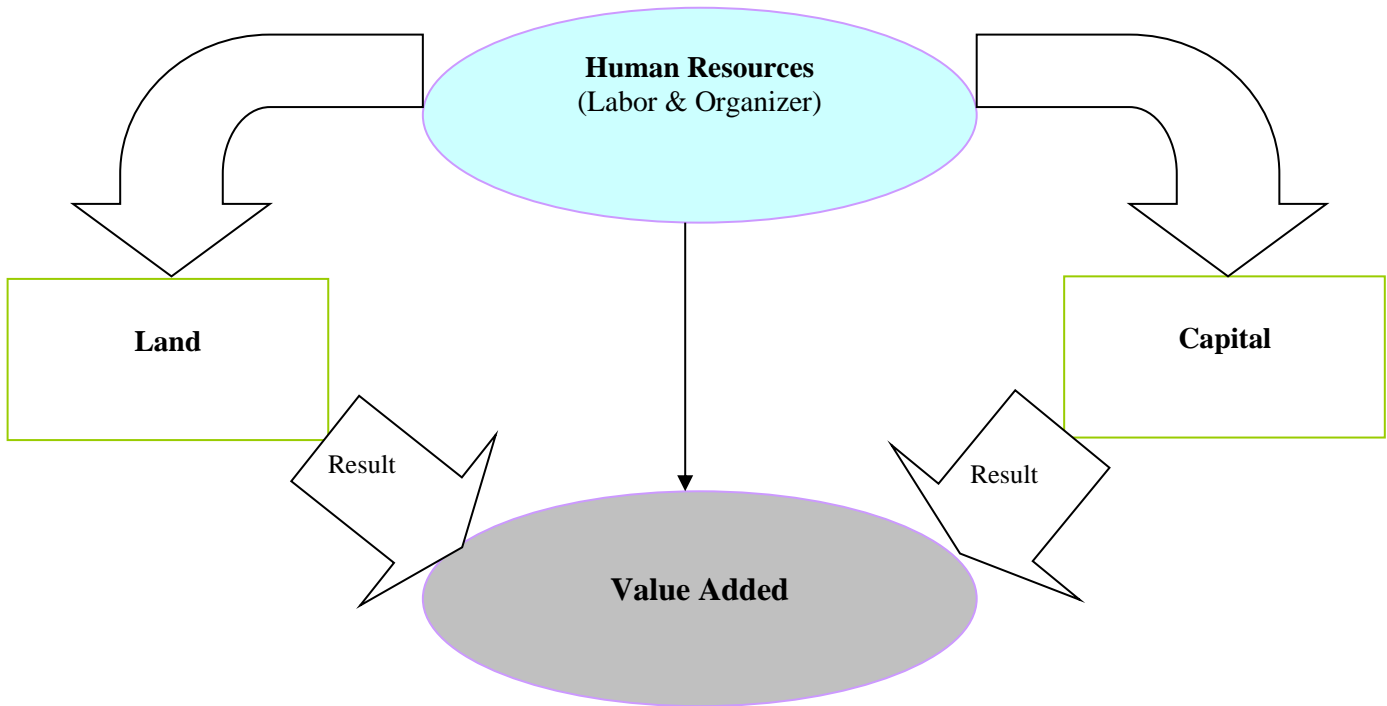 Human Resources
(Labor & Organizer)
Land
Capital
Result
Result
Value Added